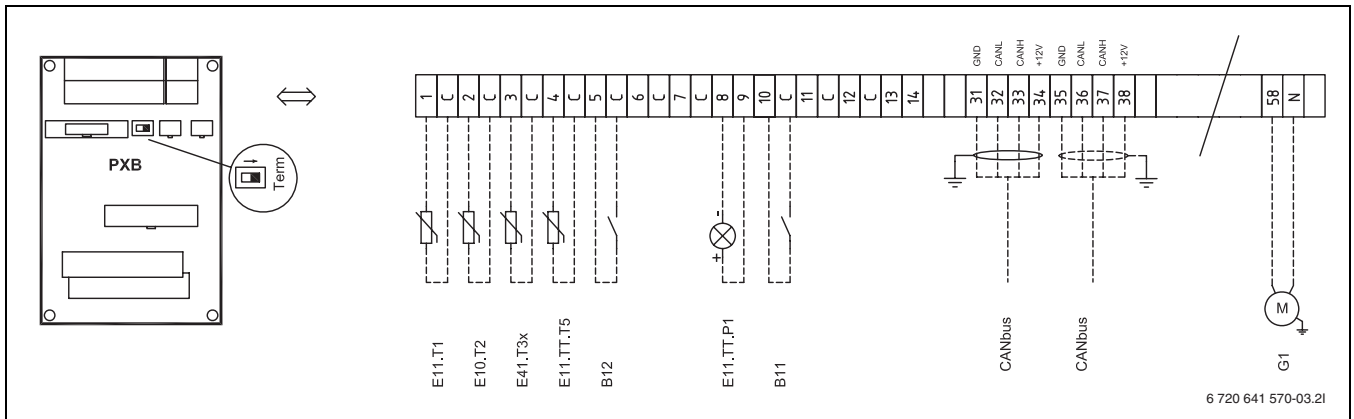 PXB
Term
1 C 2 C 3 C 4 C 5 C 6 C 7 C 8 9 10 C 11 C 12 C 13 14 31 32 33 34 35 36 37 38 58 N
GND CANL CANH +12V GND CANL CANH +12V
- +
M
E11.T1
E10.T2
E41.T3x
E11.TT.T5
B12
E11.TT.P1
B11
CANbus
CANbus
G1
6 720 641 570-03.2I